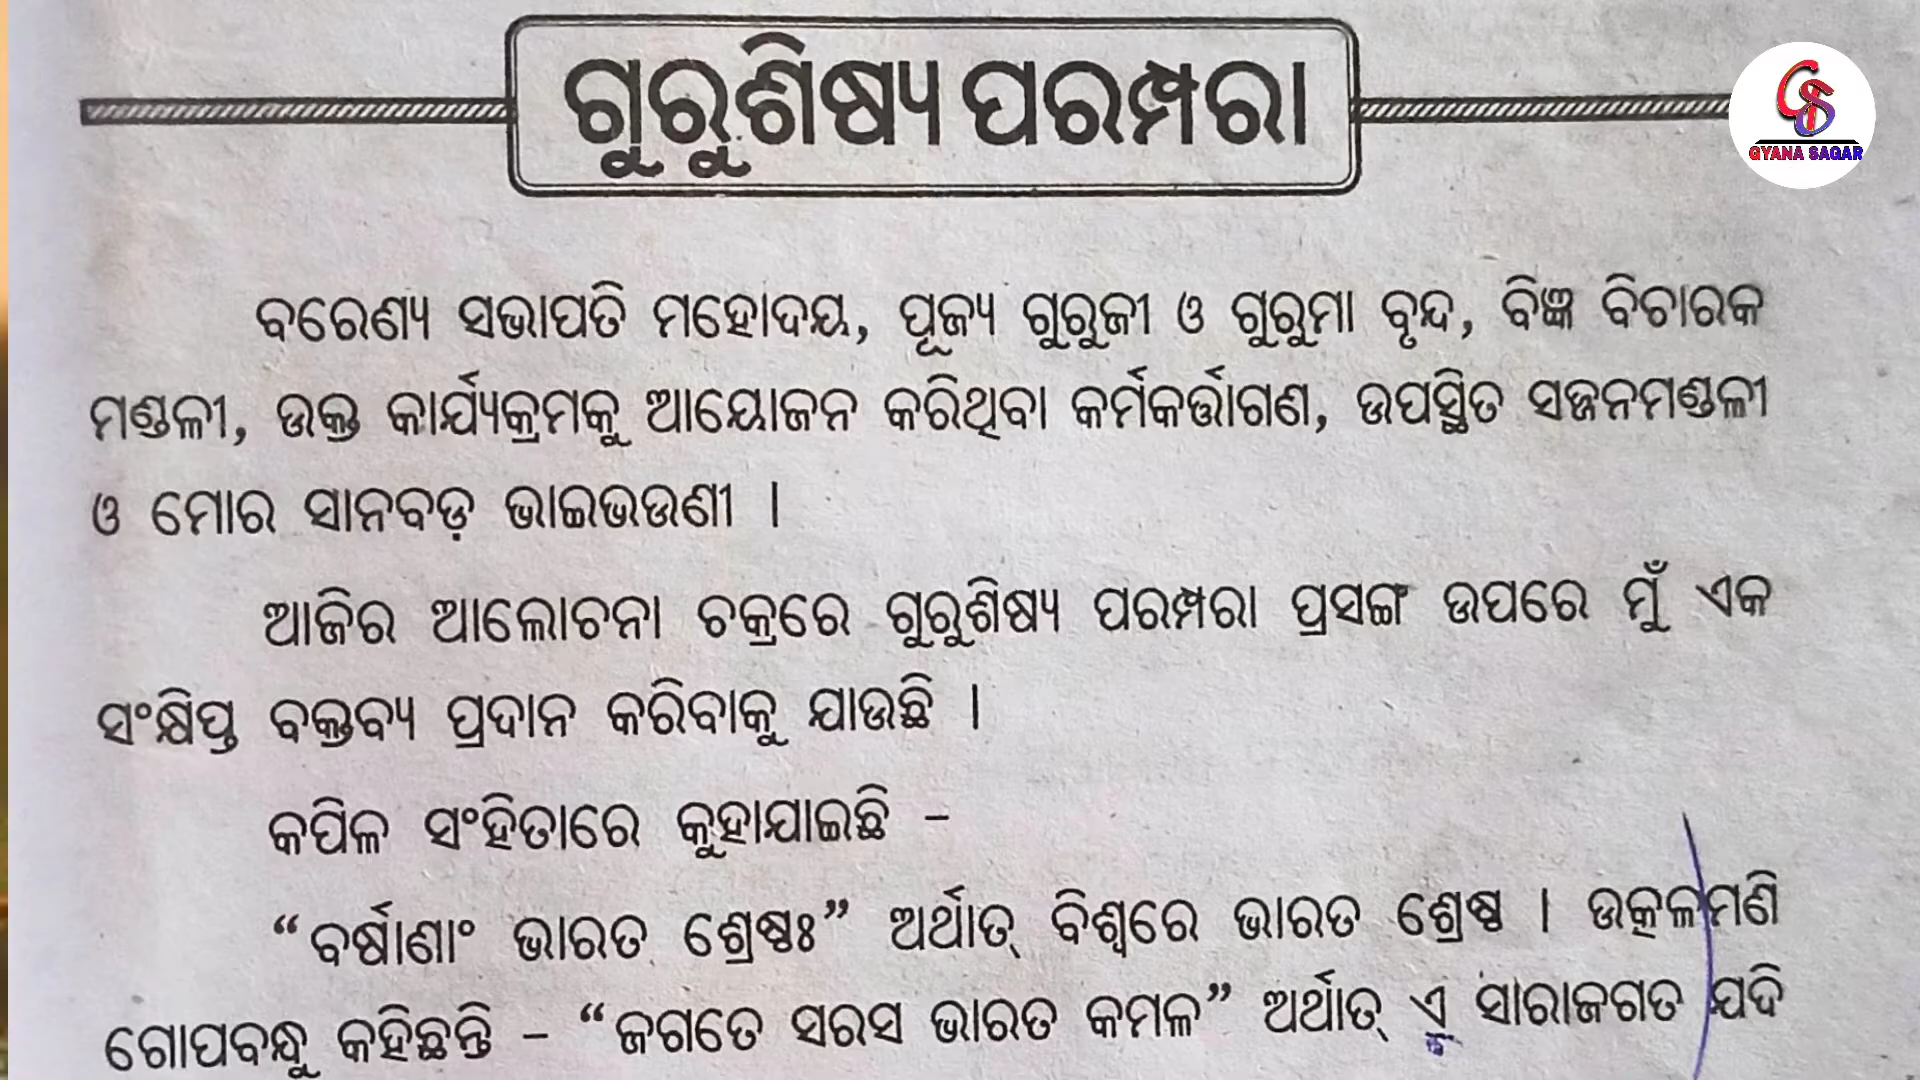 ଗୁରୁଶିଷ୍ୟ ପରମ୍ପରା
GS
GYANA SAGAR
ବରେଣ୍ୟ ସଭାପତି ମହୋଦୟ, ପୂଜ୍ୟ ଗୁରୁଜୀ ଓ ଗୁରୁମା ବୃନ୍ଦ, ବିଜ୍ଞ ବିଚାରକ
ମଣ୍ଡଳୀ, ଉକ୍ତ କାର୍ଯ୍ୟକ୍ରମକୁ ଆୟୋଜନ କରିଥିବା କର୍ମକର୍ତ୍ତାଗଣ, ଉପସ୍ଥିତ ସଜ୍ଜନମଣ୍ଡଳୀ
ଓ ମୋର ସାନବଡ଼ ଭାଇଭଉଣୀ ।
ଆଜିର ଆଲୋଚନା ଚକ୍ରରେ ଗୁରୁଶିଷ୍ୟ ପରମ୍ପରା ପ୍ରସଙ୍ଗ ଉପରେ ମୁଁ ଏକ
ସଂକ୍ଷିପ୍ତ ବକ୍ତବ୍ୟ ପ୍ରଦାନ କରିବାକୁ ଯାଉଛି ।
କପିଳ ସଂହିତାରେ କୁହାଯାଇଛି –
“ବର୍ଷାଣାଂ ଭାରତ ଶ୍ରେଷ୍ଠଃ” ଅର୍ଥାତ୍ ବିଶ୍ୱରେ ଭାରତ ଶ୍ରେଷ୍ଠ । ଉତ୍କଳମଣି
ଗୋପବନ୍ଧୁ କହିଛନ୍ତି – “ଜଗତେ ସରସ ଭାରତ କମଳ” ଅର୍ଥାତ୍ ଏ ସାରାଜଗତ ଯଦି